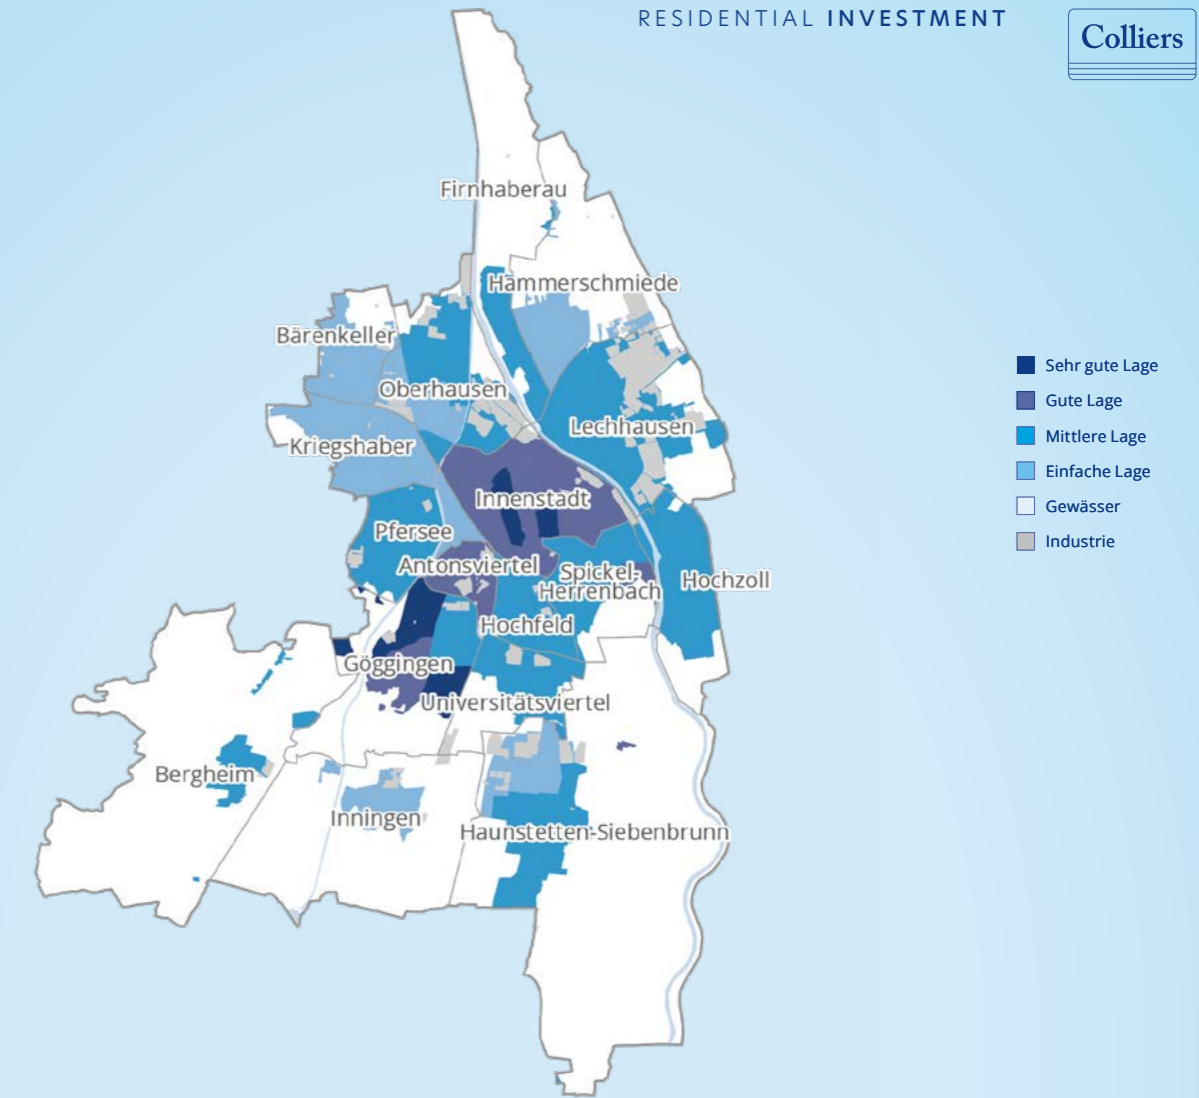 RESIDENTIAL INVESTMENT
Colliers
Firnhaberau
Hammerschmiede
Bärenkeller
Oberhausen
Kriegshaber
Lechhausen
Innenstadt
Pfersee
Antonsviertel
Spickel-
Herrenbach
Hochzoll
Hochfeld
Göggingen
Universitätsviertel
Bergheim
Inningen
Haunstetten-Siebenbrunn
Sehr gute Lage
Gute Lage
Mittlere Lage
Einfache Lage
Gewässer
Industrie